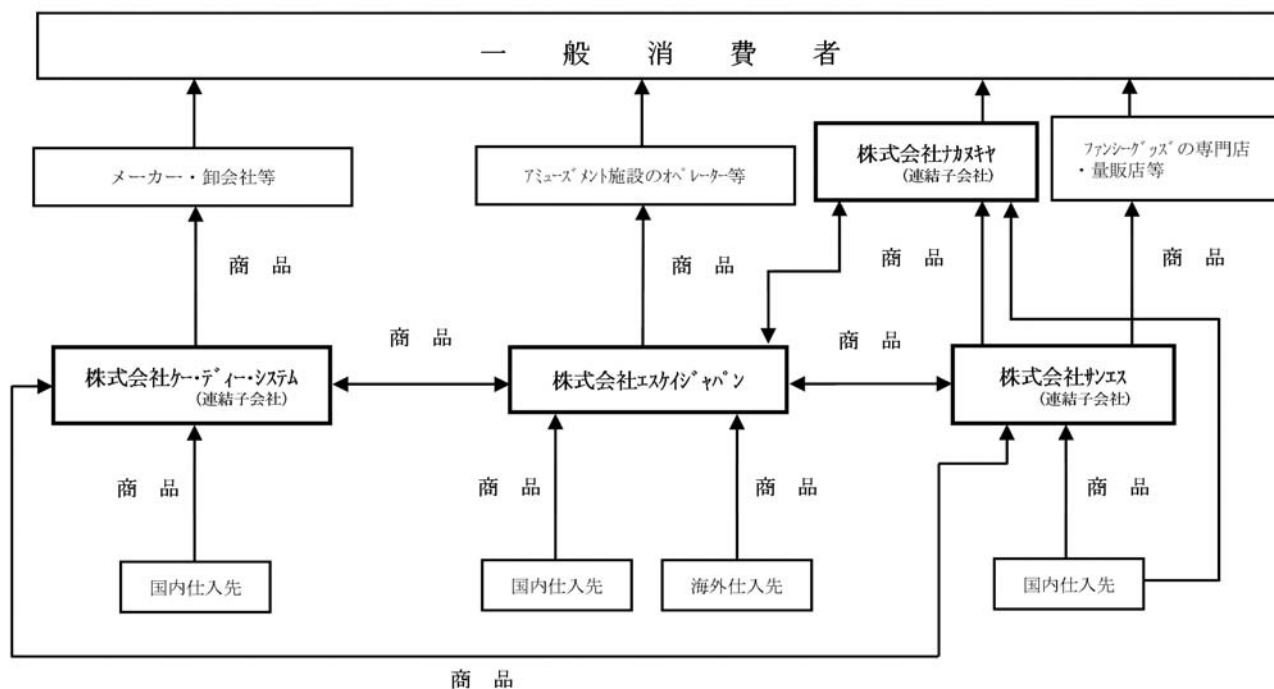 一般消費者
株式会社ナカヌキヤ
(連結子会社)
ファンシーグッズの専門店
・量販店等
メーカー・卸会社等
アミューズメント施設のオペレーター等
商品
商品
商品
商品
商品
商品
株式会社ケー・ディー・システム
(連結子会社)
株式会社エスケイジャパン
株式会社サンエス
(連結子会社)
商品
商品
商品
商品
国内仕入先
国内仕入先
海外仕入先
国内仕入先
商品